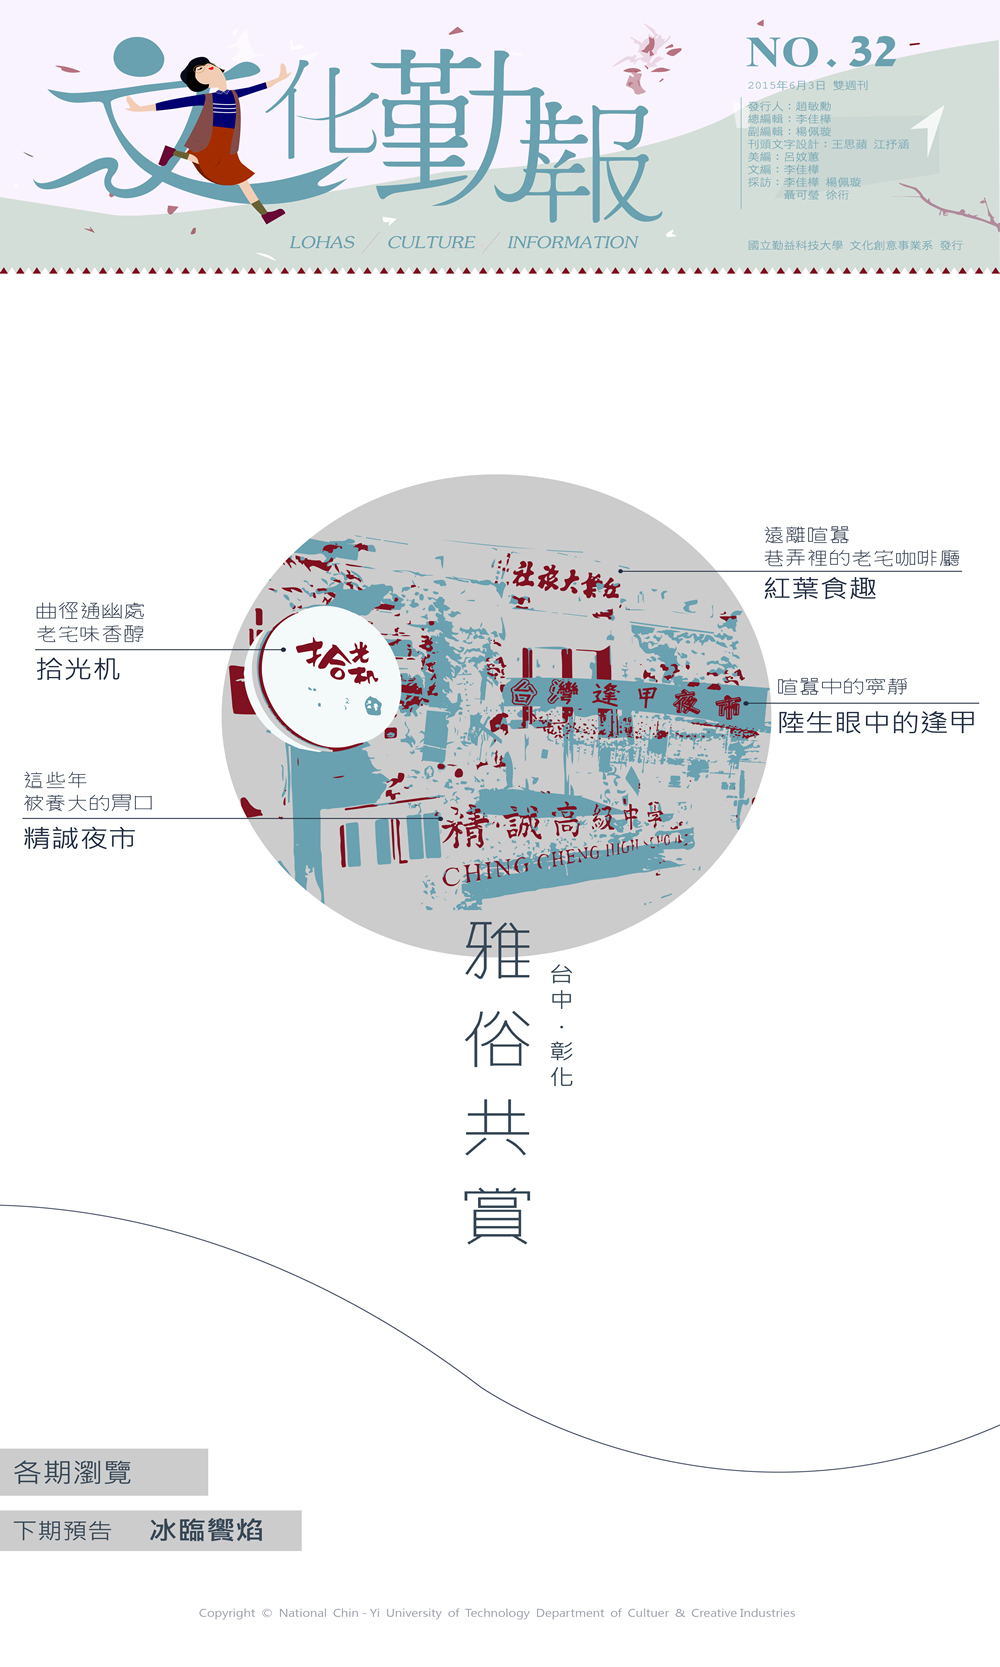 文化勤報
LOHAS / CULTURE / INFORMATION
NO. 32
2015年6月3日 雙週刊
發行人：趙敏勳
總編輯：李佳樺
副編輯：楊佩璇
刊頭文字設計：王思蘋 江抒涵
美編：呂妏蕙
文編：李佳樺
採訪：李佳樺 楊佩璇
聶可瑩 徐衍
國立勤益科技大學 文化創意事業系 發行
遠離喧囂
巷弄裡的老宅咖啡廳
紅葉食趣
曲徑通幽處
老宅味香醇
拾光机
喧囂中的寧靜
陸生眼中的逢甲
這些年
被養大的胃口
精誠夜市
社族大葉紅
拾光机
台灣逢甲夜市
精誠高級中學
CHING CHENG HIGH SCHOOL
雅俗共賞
台中·彰化
各期瀏覽
下期預告 冰臨饗焰
Copyright © National Chin-Yi University of Technology Department of Cultuer & Creative Industries